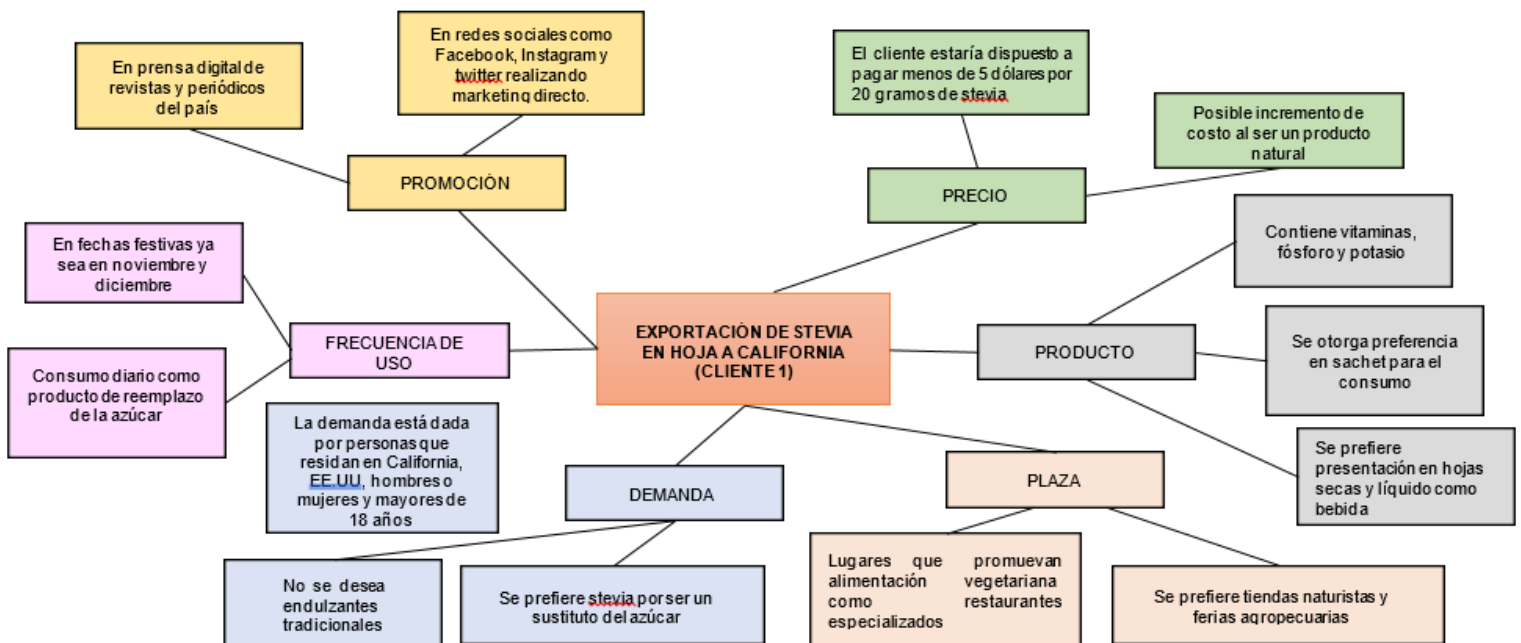 En prensa digital de
revistas y periódicos
del país
En redes sociales como
Facebook, Instagram y
twitter realizando
marketing directo.
PROMOCIÓN
El cliente estaría dispuesto a
pagar menos de 5 dólares por
20 gramos de stevia
Posible incremento de
costo al ser un producto
natural
PRECIO
En fechas festivas ya
sea en noviembre y
diciembre
Consumo diario como
producto de reemplazo
de la azúcar
FRECUENCIA DE
USO
EXPORTACIÓN DE STEVIA
EN HOJA A CALIFORNIA
(CLIENTE 1)
PRODUCTO
Contiene vitaminas,
fósforo y potasio
Se otorga preferencia
en sachet para el
consumo
Se prefiere
presentación en hojas
secas y líquido como
bebida
La demanda está dada
por personas que
residan en California,
EE.UU, hombres o
mujeres y mayores de
18 años
DEMANDA
No se desea
endulzantes
tradicionales
Se prefiere stevia por ser un
sustituto del azúcar
PLAZA
Lugares que promuevan
alimentación vegetariana
como restaurantes
especializados
Se prefiere tiendas naturistas y
ferias agropecuarias